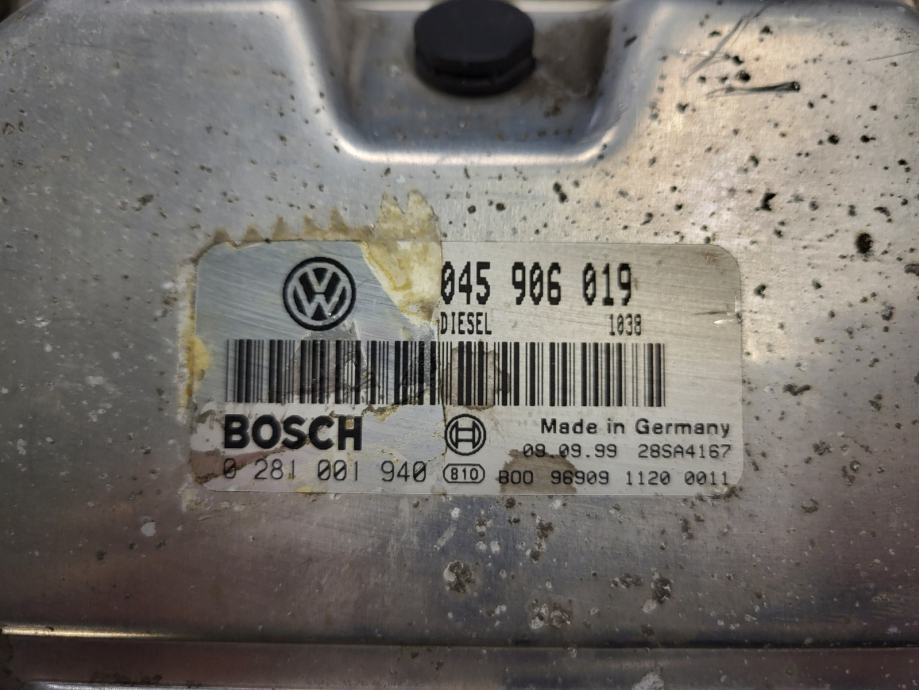 045 906 019
DIESEL 1038
BOSCH
Made in Germany
09.09.99 28SA4167
0 281 001 940 810 B00 96909 1120 0011